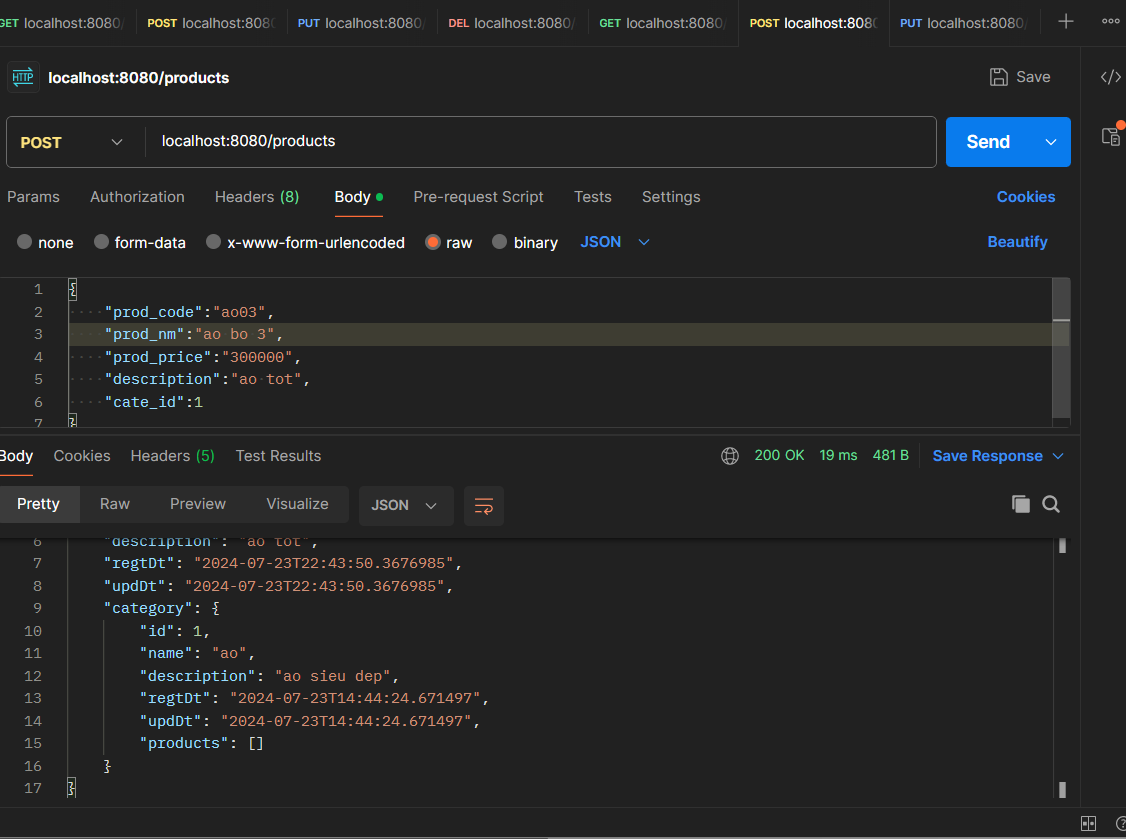 GET localhost:8080/ POST localhost:808 PUT localhost:8080/ DEL localhost:8080/ GET localhost:8080/ POST localhost:808 PUT localhost:8080/
HTTP localhost:8080/products Save </>
POST localhost:8080/products Send
Params Authorization Headers (8) Body Pre-request Script Tests Settings Cookies
none form-data x-www-form-urlencoded raw binary JSON Beautify
1 {
2 "prod_code":"ao03",
3 "prod_nm":"ao bo 3",
4 "prod_price":"300000",
5 "description":"ao tot",
6 "cate_id":1
7 }
Body Cookies Headers (5) Test Results 200 OK 19 ms 481 B Save Response
Pretty Raw Preview Visualize JSON
6 "description": "ao tot",
7 "regtDt": "2024-07-23T22:43:50.3676985",
8 "updDt": "2024-07-23T22:43:50.3676985",
9 "category": {
10 "id": 1,
11 "name": "ao",
12 "description": "ao sieu dep",
13 "regtDt": "2024-07-23T14:44:24.671497",
14 "updDt": "2024-07-23T14:44:24.671497",
15 "products": []
16 }
17 }